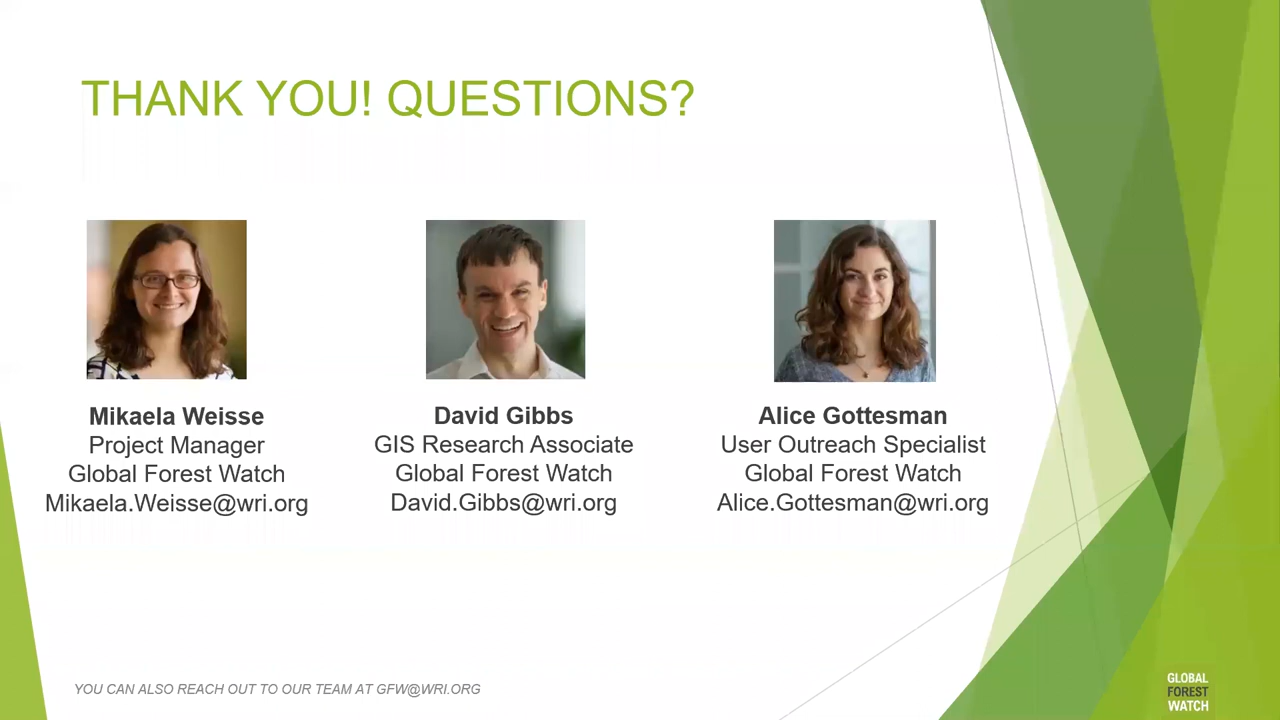 THANK YOU! QUESTIONS?
Mikaela Weisse
Project Manager
Global Forest Watch
Mikaela.Weisse@wri.org
David Gibbs
GIS Research Associate
Global Forest Watch
David.Gibbs@wri.org
Alice Gottesman
User Outreach Specialist
Global Forest Watch
Alice.Gottesman@wri.org
YOU CAN ALSO REACH OUT TO OUR TEAM AT GFW@WRI.ORG
GLOBAL
FOREST
WATCH